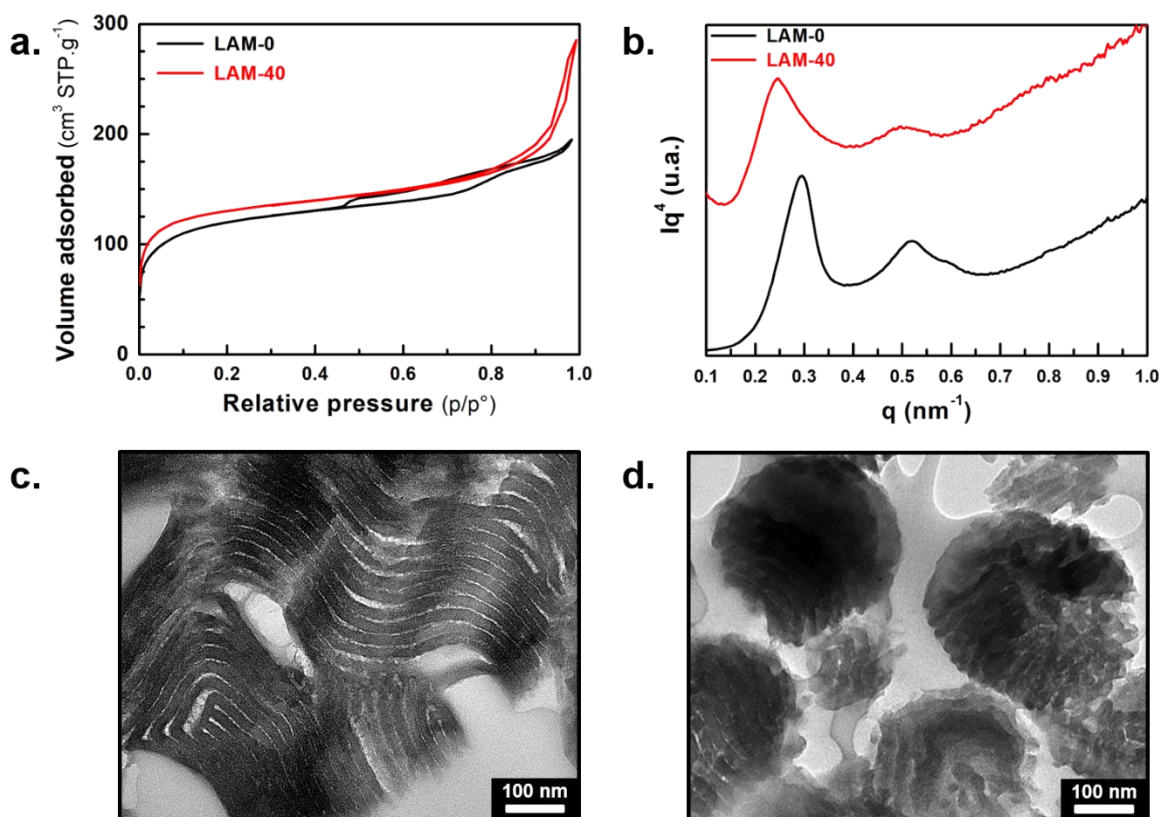 a.
LAM-0
LAM-40
300
200
100
0
Volume adsorbed (cm³ STP.g⁻¹)
0.0 0.2 0.4 0.6 0.8 1.0
Relative pressure (p/p°)
b.
LAM-0
LAM-40
Iq⁴ (u.a.)
0.1 0.2 0.3 0.4 0.5 0.6 0.7 0.8 0.9 1.0
q (nm⁻¹)
c.
100 nm
d.
100 nm